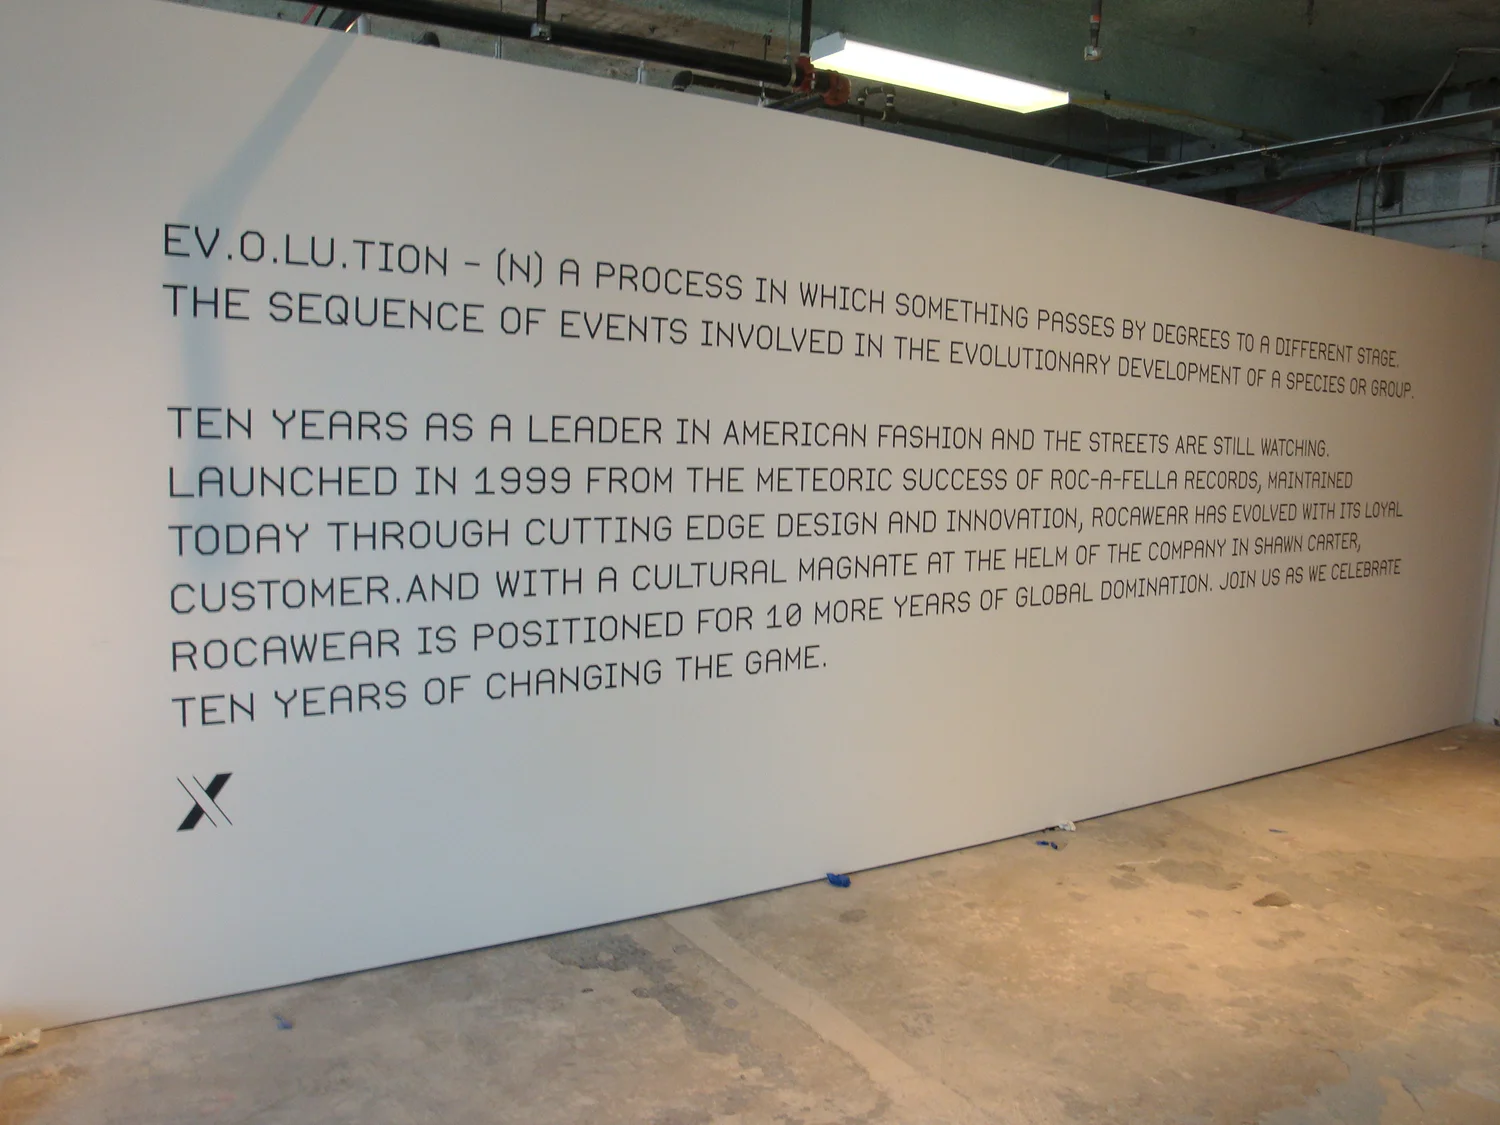 EV.O.LU.TION - (N) A PROCESS IN WHICH SOMETHING PASSES BY DEGREES TO A DIFFERENT STAGE.
THE SEQUENCE OF EVENTS INVOLVED IN THE EVOLUTIONARY DEVELOPMENT OF A SPECIES OR GROUP.
TEN YEARS AS A LEADER IN AMERICAN FASHION AND THE STREETS ARE STILL WATCHING.
LAUNCHED IN 1999 FROM THE METEORIC SUCCESS OF ROC-A-FELLA RECORDS, MAINTAINED
TODAY THROUGH CUTTING EDGE DESIGN AND INNOVATION, ROCAWEAR HAS EVOLVED WITH ITS LOYAL
CUSTOMER.AND WITH A CULTURAL MAGNATE AT THE HELM OF THE COMPANY IN SHAWN CARTER,
ROCAWEAR IS POSITIONED FOR 10 MORE YEARS OF GLOBAL DOMINATION. JOIN US AS WE CELEBRATE
TEN YEARS OF CHANGING THE GAME.
X